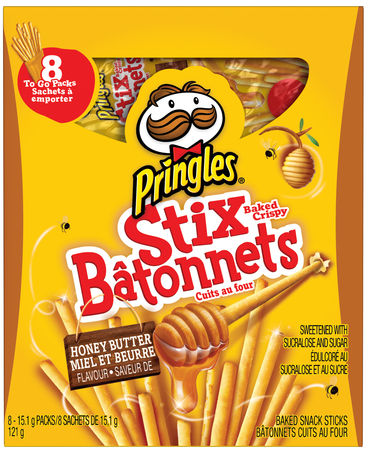 8
To Go Packs
Sachets à
emporter
Pringles
Stix
Pringles®
Stix
Baked
Crispy
Bâtonnets
Cuits au four
HONEY BUTTER
MIEL ET BEURRE
FLAVOUR • SAVEUR DE
SWEETENED WITH
SUCRALOSE AND SUGAR
ÉDULCORÉ AU
SUCRALOSE ET AU SUCRE
8 - 15.1 g PACKS/8 SACHETS DE 15.1 g
121 g
BAKED SNACK STICKS
BÂTONNETS CUITS AU FOUR